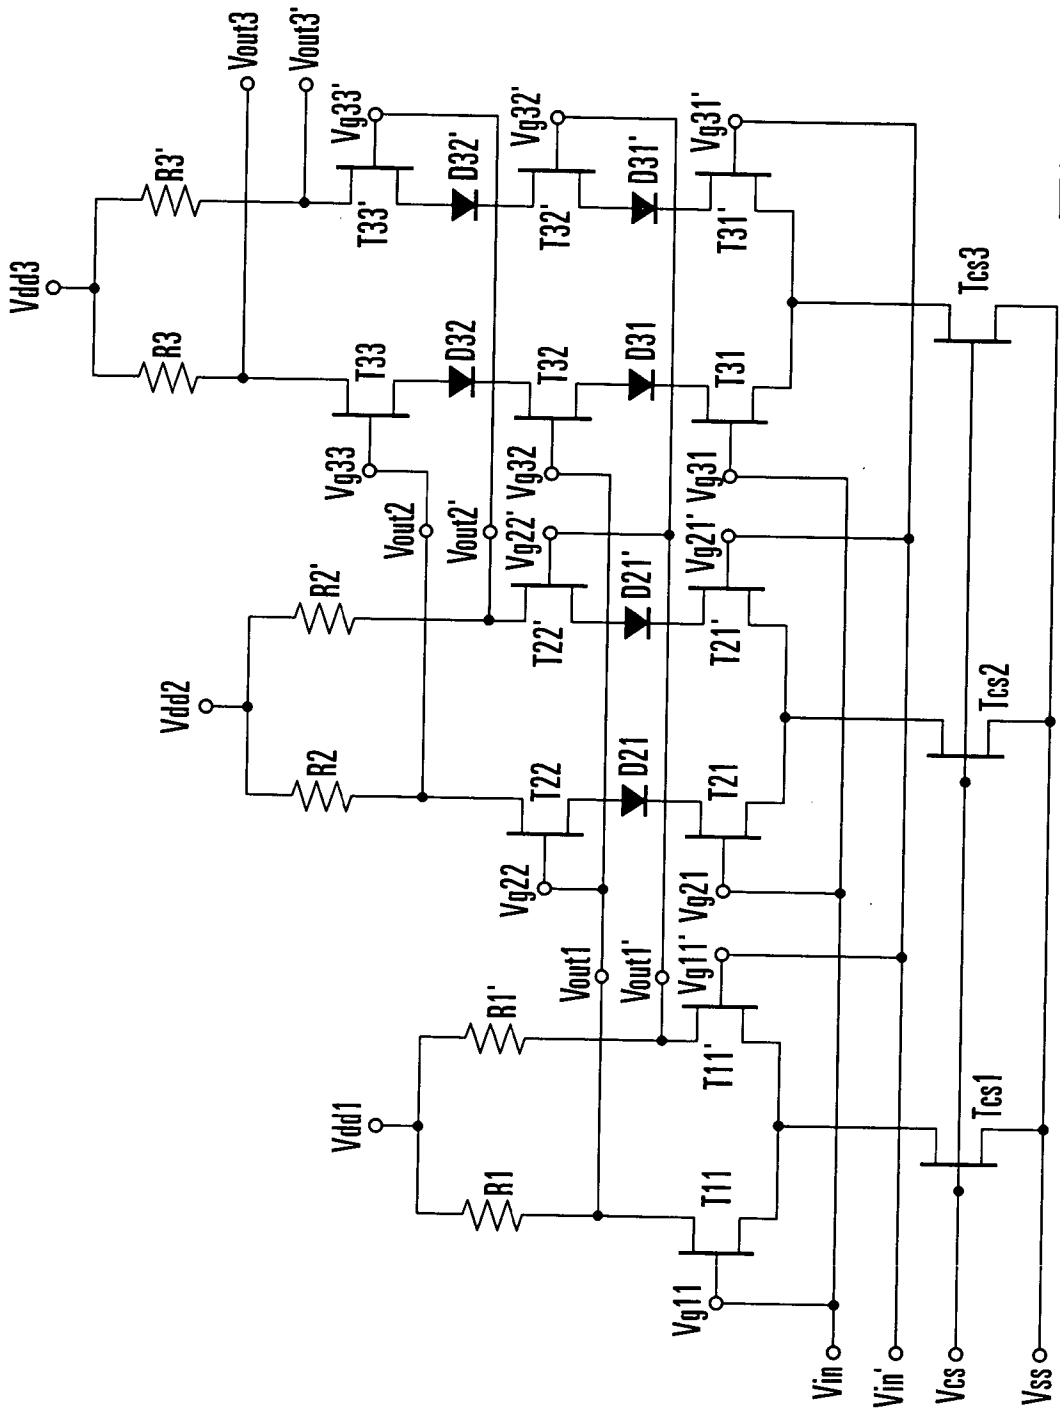 Vout3
Vout3'
Vdd3
R3'
R3
Vg33'
T33'
D32'
Vg32'
T32'
D31'
Vg31'
T31'
Vg33
T33
D32
Vg32
T32
D31
Vg31
T31
Tcs3
Vdd2
R2'
R2
Vout2
Vout2'
Vg22'
T22'
D21'
Vg21'
T21'
Vg22
T22
D21
Vg21
T21
Tcs2
Vdd1
R1'
R1
Vout1
Vout1'
Vg11'
T11'
Vg11
T11
Tcs1
Vin
Vin'
Vcs
Vss